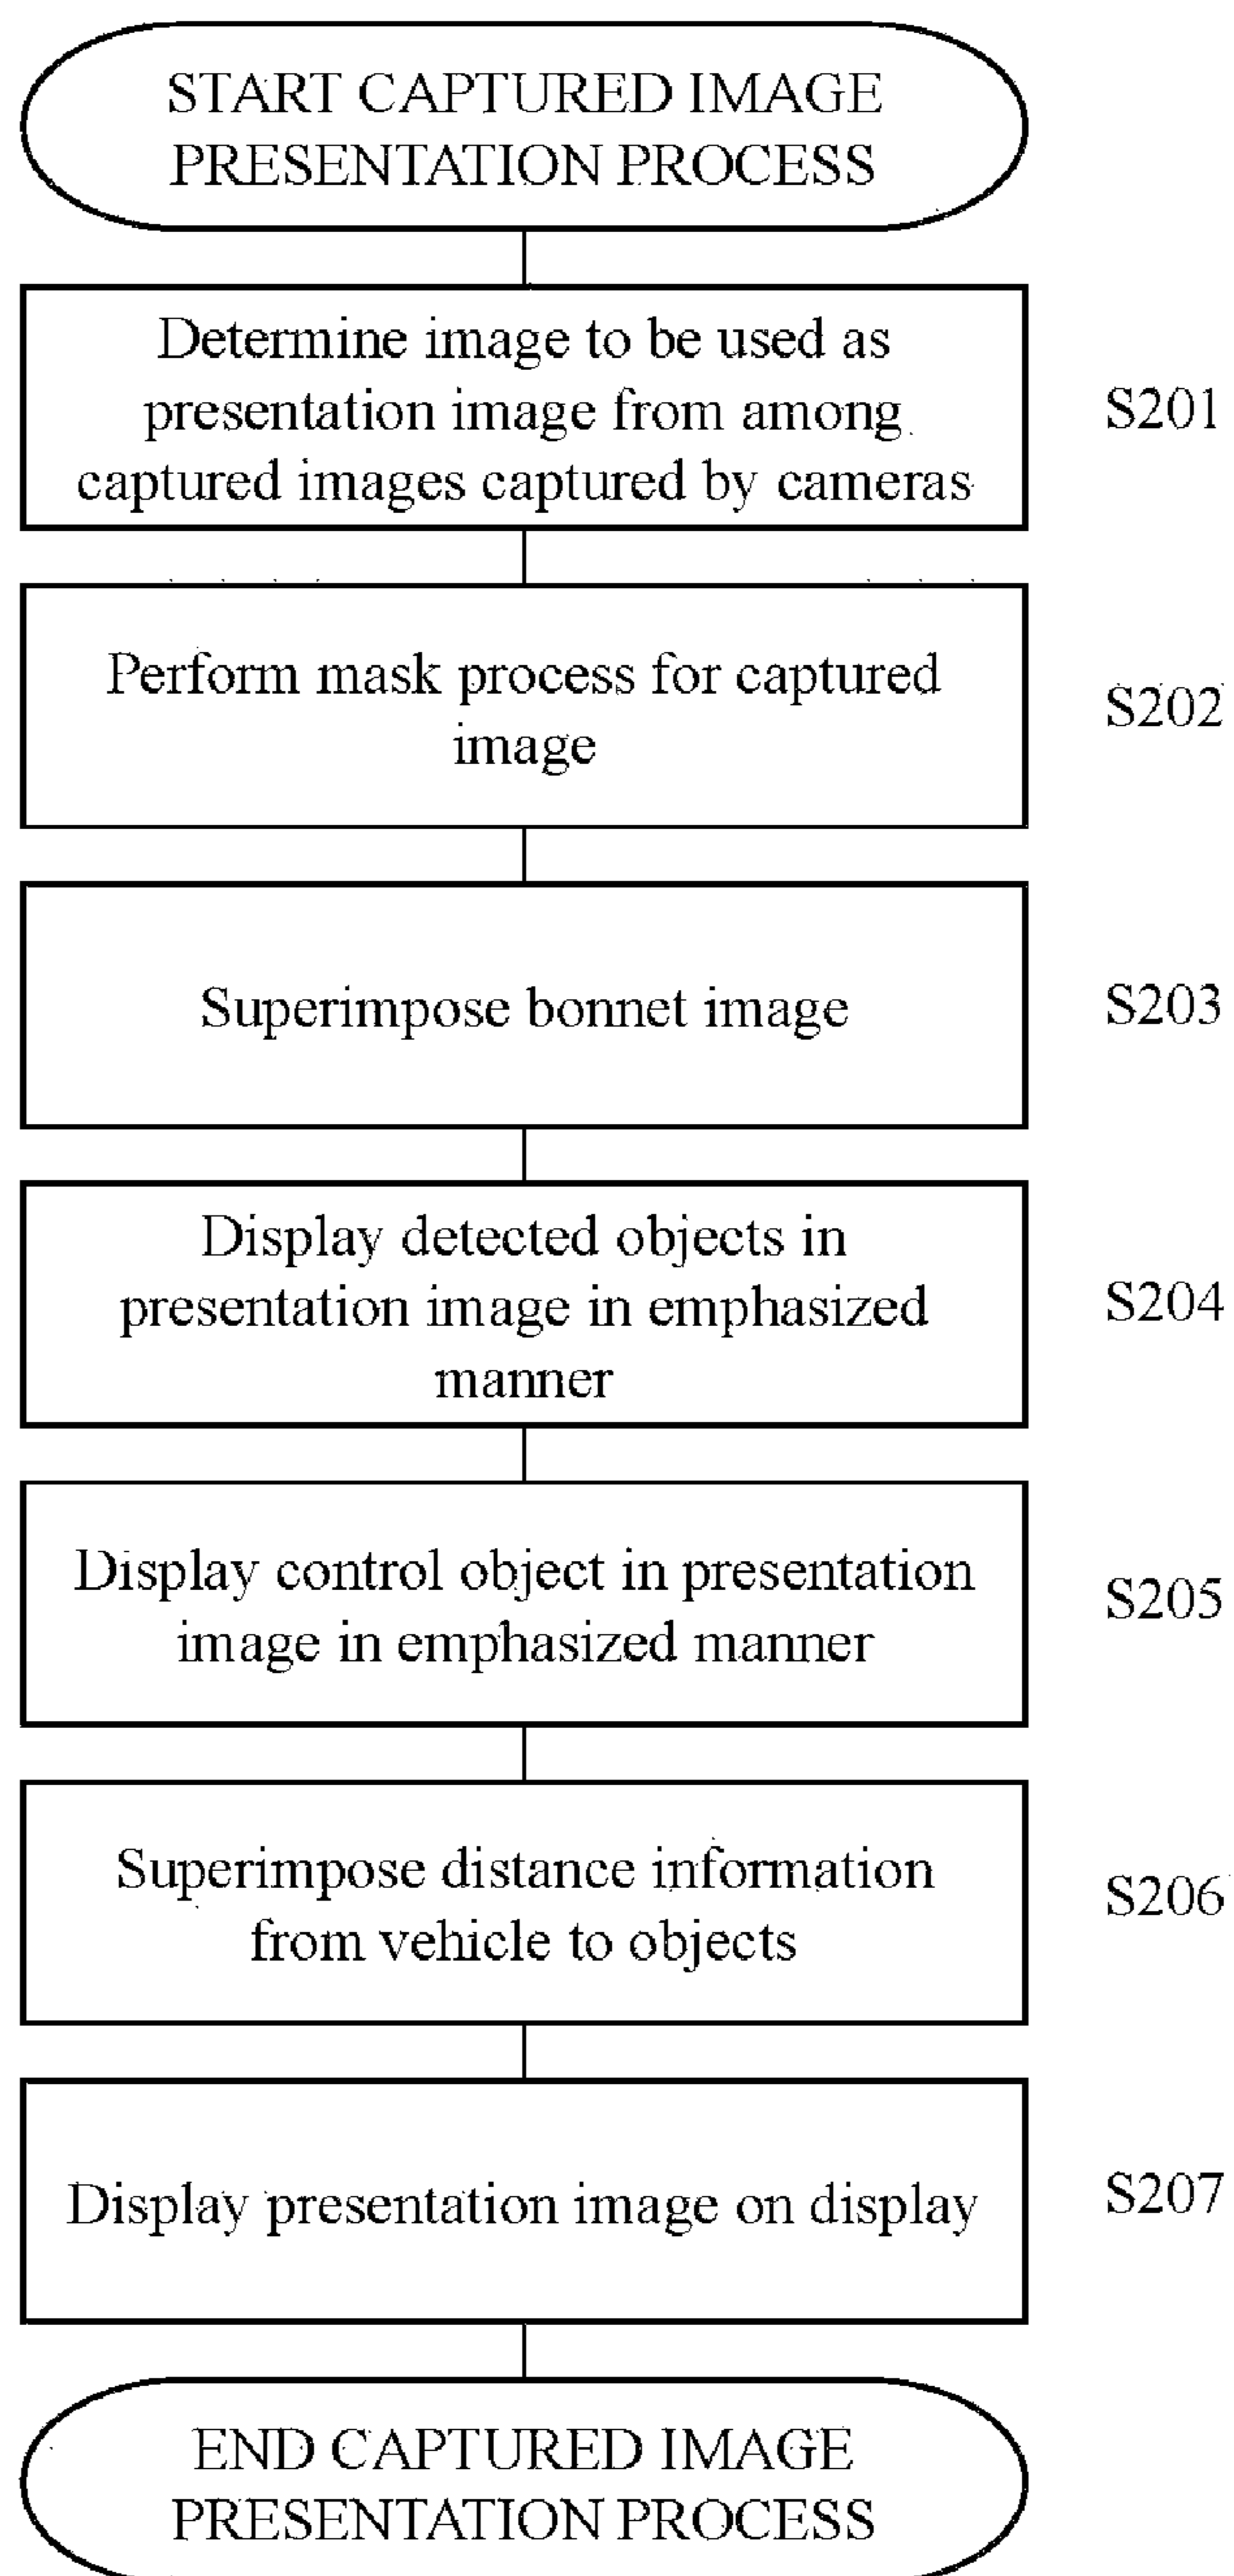 START CAPTURED IMAGE
PRESENTATION PROCESS
Determine image to be used as
presentation image from among
captured images captured by cameras
S201
Perform mask process for captured
image
S202
Superimpose bonnet image
S203
Display detected objects in
presentation image in emphasized
manner
S204
Display control object in presentation
image in emphasized manner
S205
Superimpose distance information
from vehicle to objects
S206
Display presentation image on display
S207
END CAPTURED IMAGE
PRESENTATION PROCESS